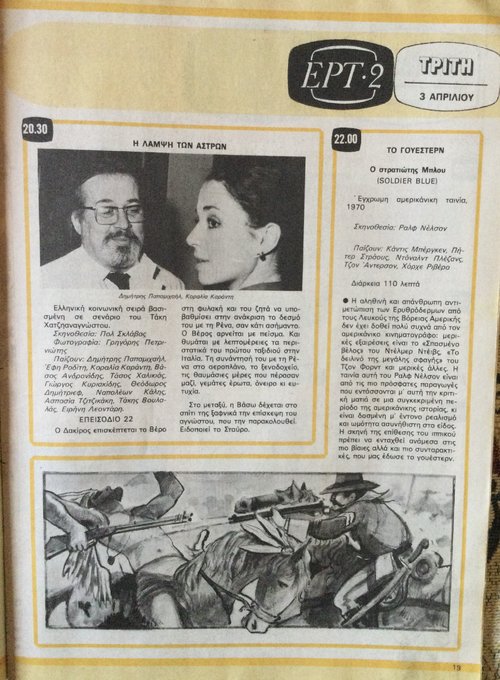 ΕΡΤ·2
ΤΡΙΤΗ
3 ΑΠΡΙΛΙΟΥ
20.30
Η ΛΑΜΨΗ ΤΩΝ ΑΣΤΡΩΝ
Δημήτρης Παπαμιχαήλ, Κοραλία Καράντη
Ελληνική κοινωνική σειρά βασι-
σμένη σε σενάριο του Τάκη
Χατζηαναγνώστου.
Σκηνοθεσία: Πολ Σκλάβος
Φωτογραφία: Γρηγόρης Πετρι-
νιώτης
Παίζουν: Δημήτρης Παπαμιχαήλ,
Έφη Ροδίτη, Κοραλία Καράντη, Βά-
σος Ανδρονίδης, Τάσος Χαλκιάς,
Γιώργος Κυριακίδης, Θεόδωρος
Δημήτριεφ, Ναπολέων Κάλης,
Ασπασία Τζιτζικάκη, Τάκης Βουλα-
λάς, Ειρήνη Λεοντάρη.
ΕΠΕΙΣΟΔΙΟ 22
Ο Δακίρος επισκέπτεται το Βέρο
στη φυλακή και του ζητά να υπο-
βαθμίσει στην ανάκριση το δεσμό
του με τη Ρένα, σαν κάτι ασήμαντο.
Ο Βέρος αρνείται με πείσμα. Και
θυμάται με λεπτομέρειες τα περι-
στατικά του πρώτου ταξιδιού στην
Ιταλία. Τη συνάντησή του με τη Ρέ-
να στο αεροπλάνο, το ξενοδοχείο,
τις θαυμάσιες μέρες που πέρασαν
μαζί, γεμάτες έρωτα, όνειρα κι ευ-
τυχία.
Στο μεταξύ, η Βάσω δέχεται στο
σπίτι της ξαφνικά την επίσκεψη του
αγνώστου, που την παρακολουθεί.
Ειδοποιεί το Σταύρο.
22.00
ΤΟ ΓΟΥΕΣΤΕΡΝ
Ο στρατιώτης Μπλου
(SOLDIER BLUE)
Έγχρωμη αμερικάνικη ταινία,
1970
Σκηνοθεσία: Ραλφ Νέλσον
Παίζουν: Κάντις Μπέργκεν, Πή-
τερ Στράους, Ντόναλντ Πλέζανς,
Τζον Άντερσον, Χόρχε Ριβέρα
Διάρκεια 110 λεπτά
● Η αληθινή και απάνθρωπη αντι-
μετώπιση των Ερυθρόδερμων από
τους Λευκούς της Βόρειας Αμερικής
δεν έχει δοθεί πολύ συχνά από τον
αμερικάνικο κινηματογράφο: μερι-
κές εξαιρέσεις είναι το «Σπασμένο
βέλος» του Ντέλμερ Ντέιβς, «Το
δειλινό της μεγάλης σφαγής» του
Τζον Φορντ και μερικές άλλες. Η
ταινία αυτή του Ραλφ Νέλσον είναι
από τις πιο πρόσφατες παραγωγές
που εντάσσονται μ' αυτή την κριτι-
κή ματιά σε μια συγκεκριμένη πε-
ρίοδο της αμερικάνικης ιστορίας, κι
είναι δοσμένη μ' έντονο ρεαλισμό
και ωμότητα ασυνήθιστη στο είδος.
Η σκηνή της επίθεσης του ιππικού
πρέπει να ενταχθεί ανάμεσα στις
πιο βίαιες αλλά και πιο συνταρακτι-
κές, που μας έδωσε το γουέστερν.
19